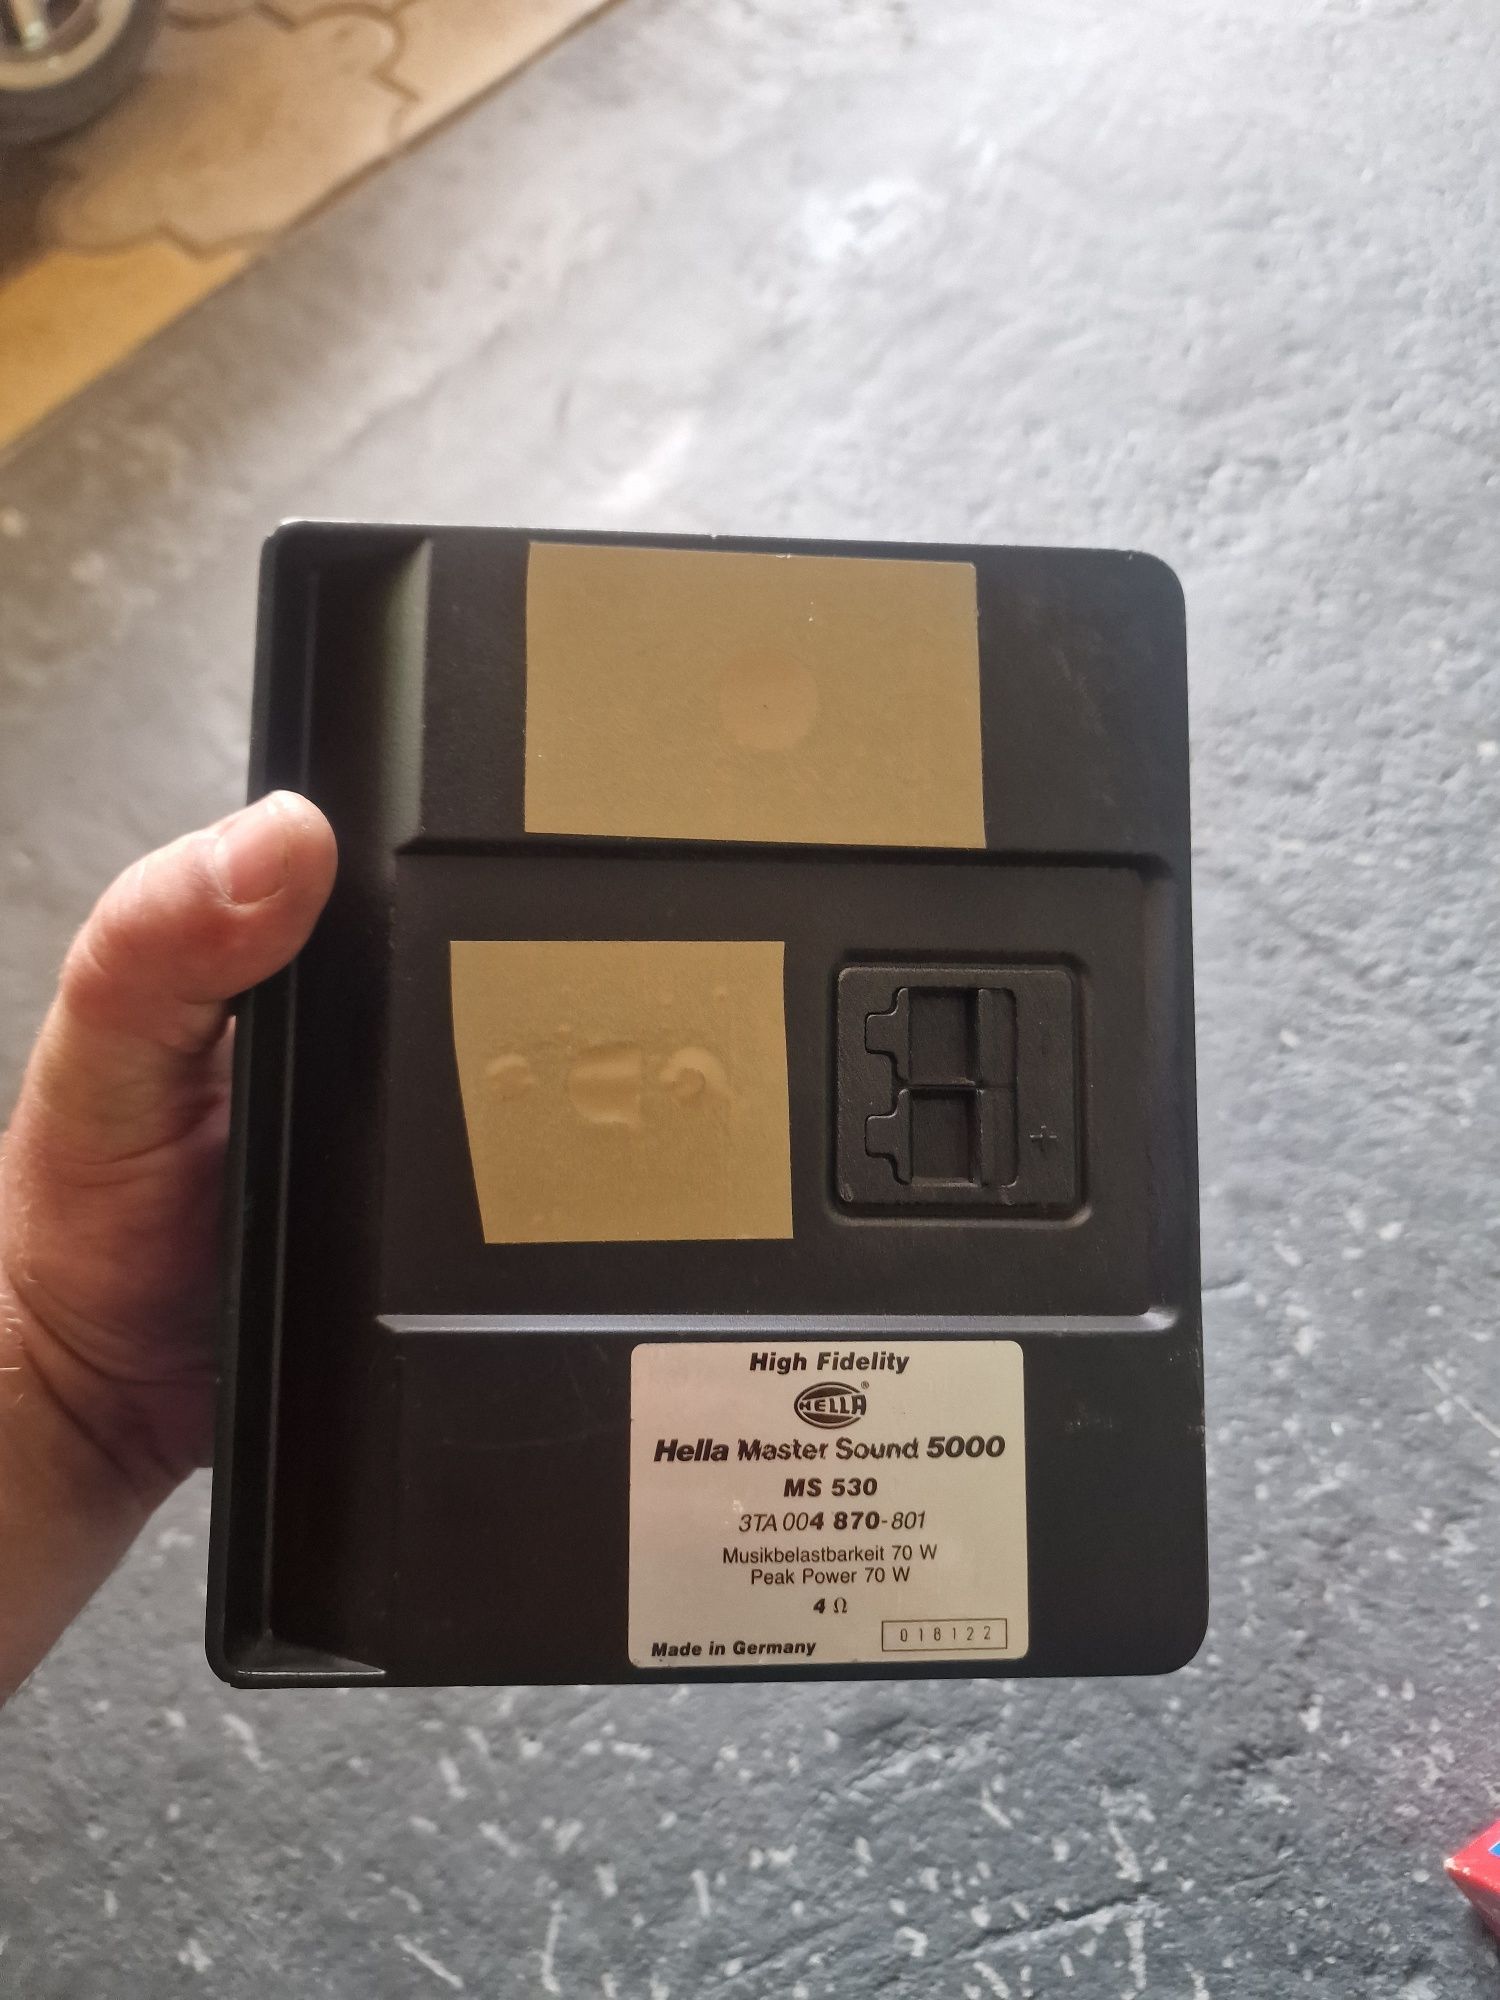 +
High Fidelity
HELLA®
Hella Master Sound 5000
MS 530
3TA 004 870-801
Musikbelastbarkeit 70 W
Peak Power 70 W
4 Ω
Made in Germany 018122